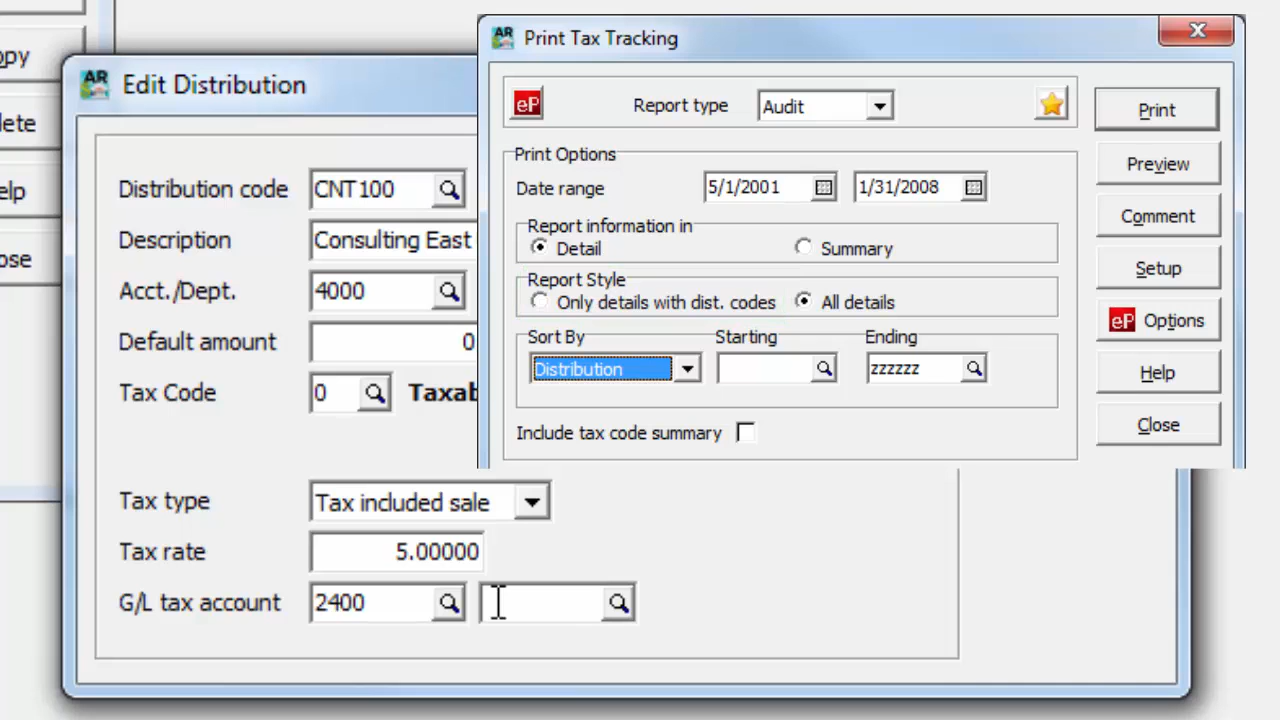 opy
lete
elp
ose
AR Edit Distribution
Distribution code CNT100
Description Consulting East
Acct./Dept. 4000
Default amount 0
Tax Code 0 Taxab
Tax type Tax included sale
Tax rate 5.00000
G/L tax account 2400
AR Print Tax Tracking
eP Report type Audit
Print Options
Date range 5/1/2001 1/31/2008
Report information in
Detail Summary
Report Style
Only details with dist. codes All details
Sort By Starting Ending
Distribution zzzzzz
Include tax code summary
Print
Preview
Comment
Setup
eP Options
Help
Close